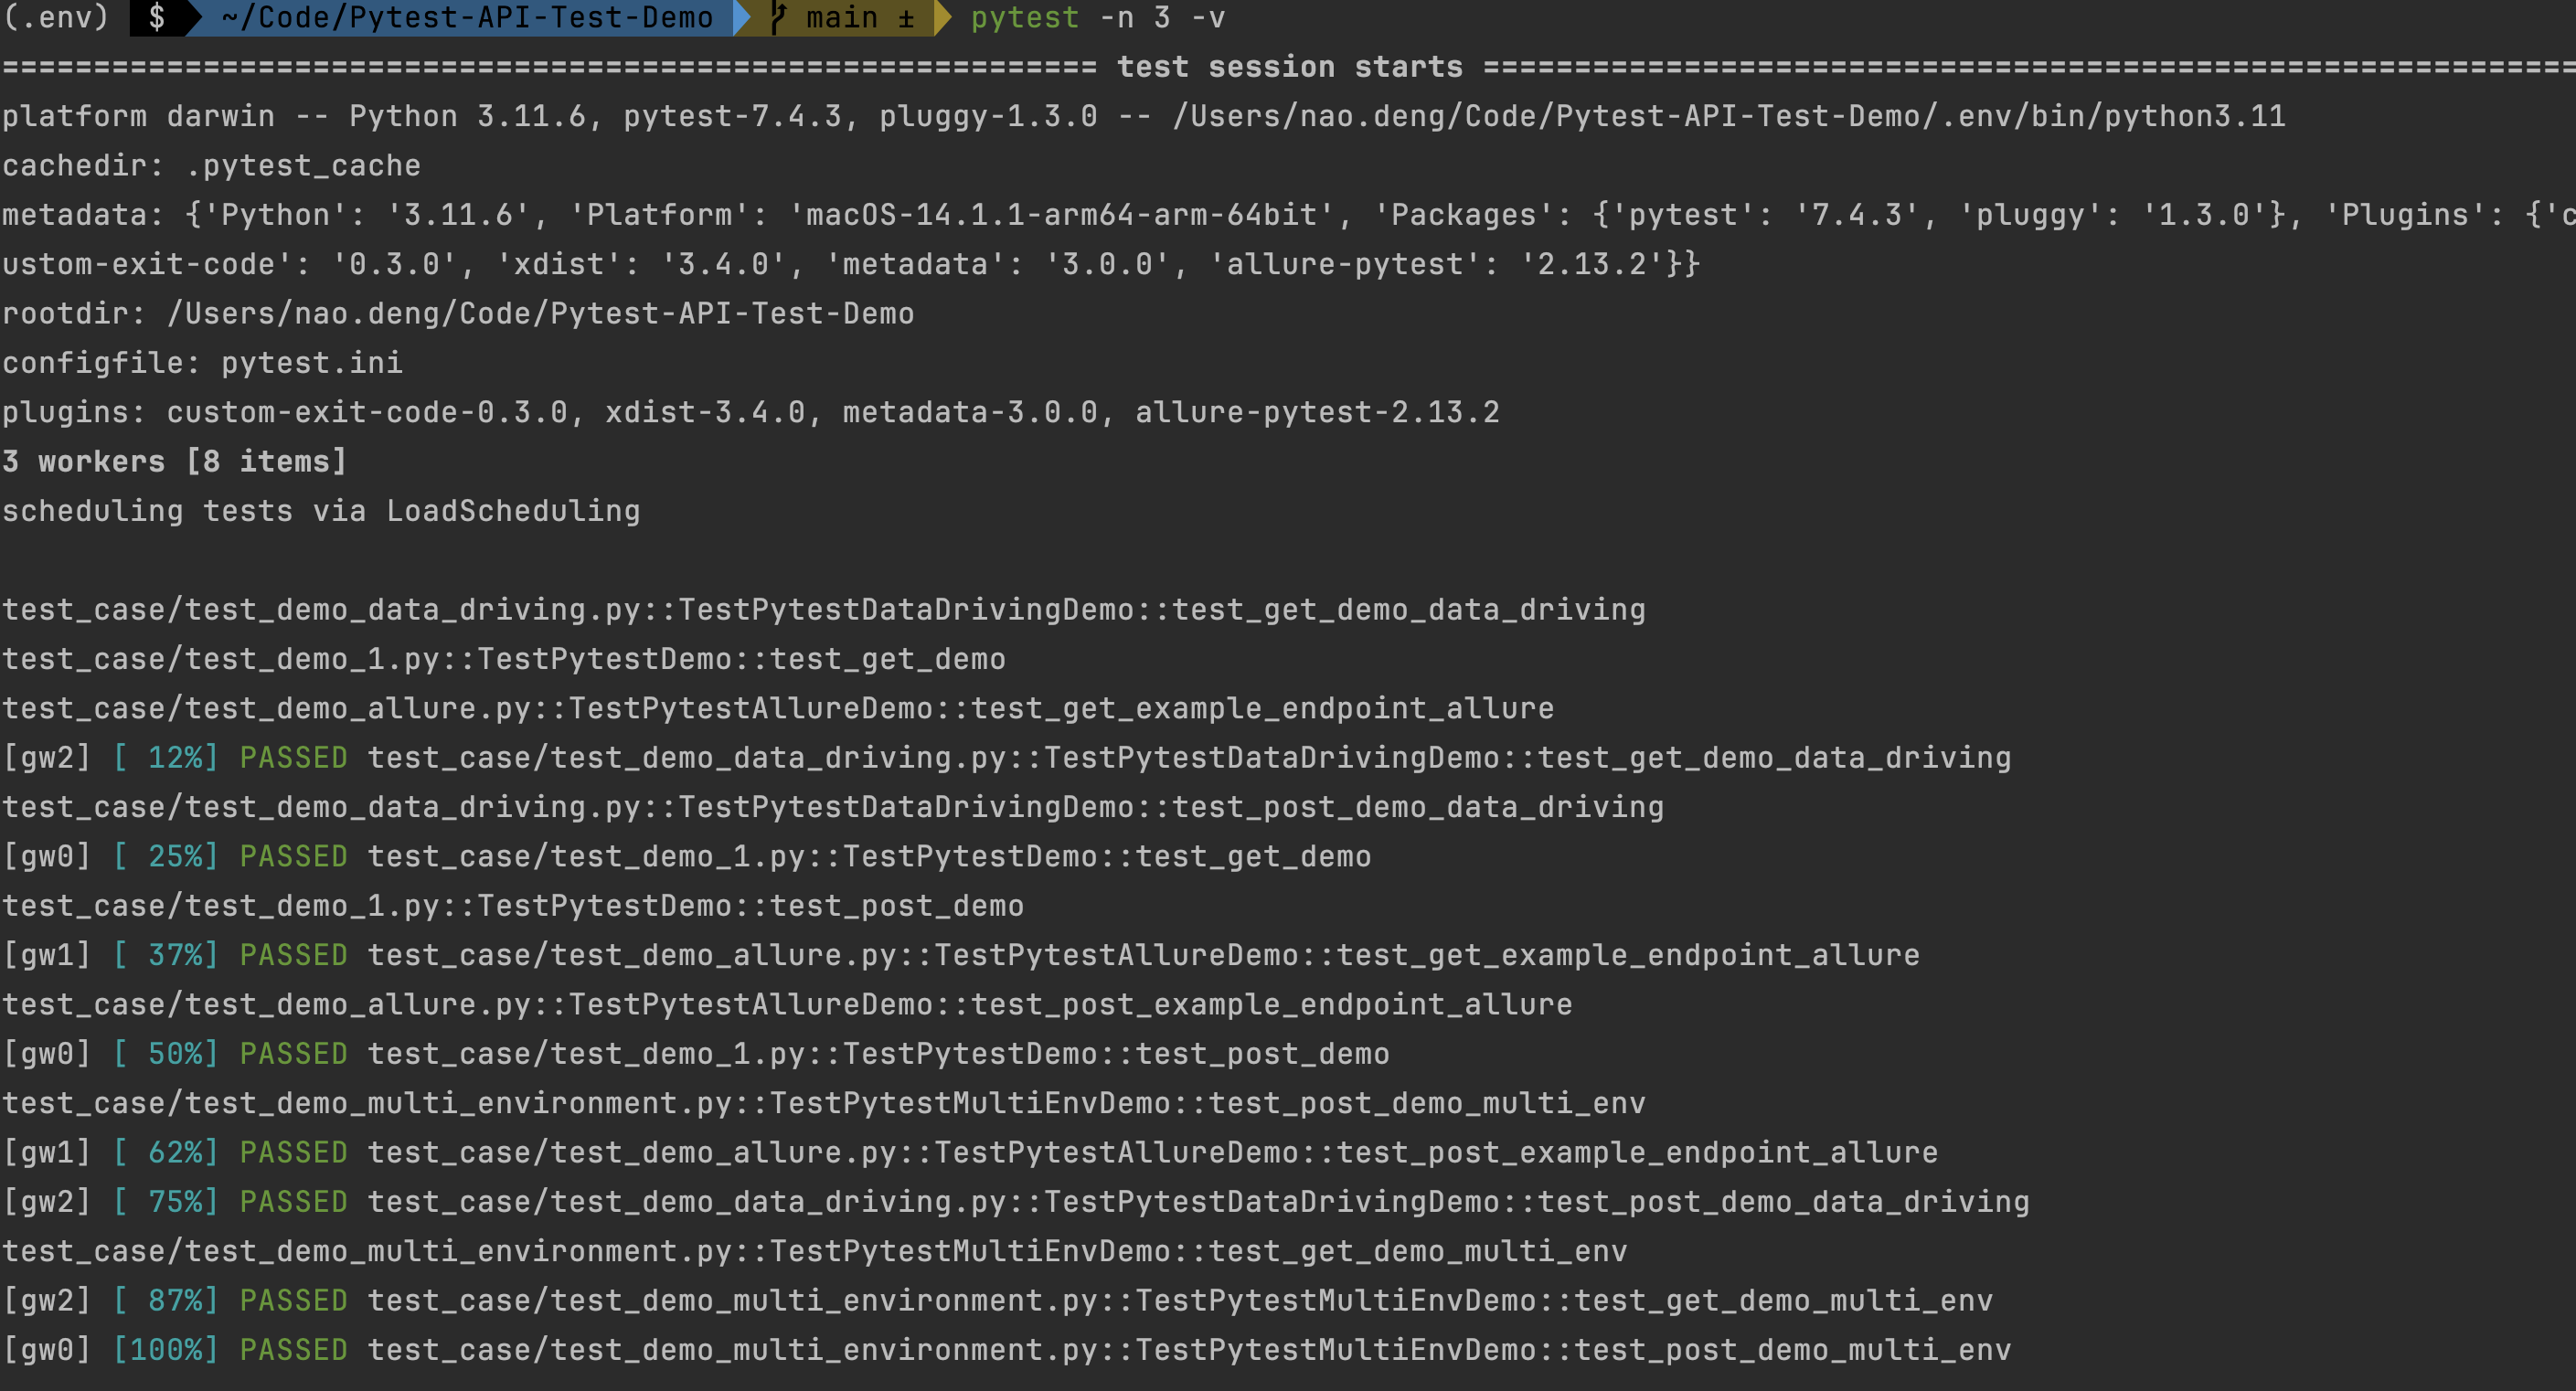 (.env) $ ~/Code/Pytest-API-Test-Demo main ± pytest -n 3 -v
============================================================ test session starts ============================================================
platform darwin -- Python 3.11.6, pytest-7.4.3, pluggy-1.3.0 -- /Users/nao.deng/Code/Pytest-API-Test-Demo/.env/bin/python3.11
cachedir: .pytest_cache
metadata: {'Python': '3.11.6', 'Platform': 'macOS-14.1.1-arm64-arm-64bit', 'Packages': {'pytest': '7.4.3', 'pluggy': '1.3.0'}, 'Plugins': {'c
ustom-exit-code': '0.3.0', 'xdist': '3.4.0', 'metadata': '3.0.0', 'allure-pytest': '2.13.2'}}
rootdir: /Users/nao.deng/Code/Pytest-API-Test-Demo
configfile: pytest.ini
plugins: custom-exit-code-0.3.0, xdist-3.4.0, metadata-3.0.0, allure-pytest-2.13.2
3 workers [8 items]
scheduling tests via LoadScheduling
test_case/test_demo_data_driving.py::TestPytestDataDrivingDemo::test_get_demo_data_driving
test_case/test_demo_1.py::TestPytestDemo::test_get_demo
test_case/test_demo_allure.py::TestPytestAllureDemo::test_get_example_endpoint_allure
[gw2] [ 12%] PASSED test_case/test_demo_data_driving.py::TestPytestDataDrivingDemo::test_get_demo_data_driving
test_case/test_demo_data_driving.py::TestPytestDataDrivingDemo::test_post_demo_data_driving
[gw0] [ 25%] PASSED test_case/test_demo_1.py::TestPytestDemo::test_get_demo
test_case/test_demo_1.py::TestPytestDemo::test_post_demo
[gw1] [ 37%] PASSED test_case/test_demo_allure.py::TestPytestAllureDemo::test_get_example_endpoint_allure
test_case/test_demo_allure.py::TestPytestAllureDemo::test_post_example_endpoint_allure
[gw0] [ 50%] PASSED test_case/test_demo_1.py::TestPytestDemo::test_post_demo
test_case/test_demo_multi_environment.py::TestPytestMultiEnvDemo::test_post_demo_multi_env
[gw1] [ 62%] PASSED test_case/test_demo_allure.py::TestPytestAllureDemo::test_post_example_endpoint_allure
[gw2] [ 75%] PASSED test_case/test_demo_data_driving.py::TestPytestDataDrivingDemo::test_post_demo_data_driving
test_case/test_demo_multi_environment.py::TestPytestMultiEnvDemo::test_get_demo_multi_env
[gw2] [ 87%] PASSED test_case/test_demo_multi_environment.py::TestPytestMultiEnvDemo::test_get_demo_multi_env
[gw0] [100%] PASSED test_case/test_demo_multi_environment.py::TestPytestMultiEnvDemo::test_post_demo_multi_env